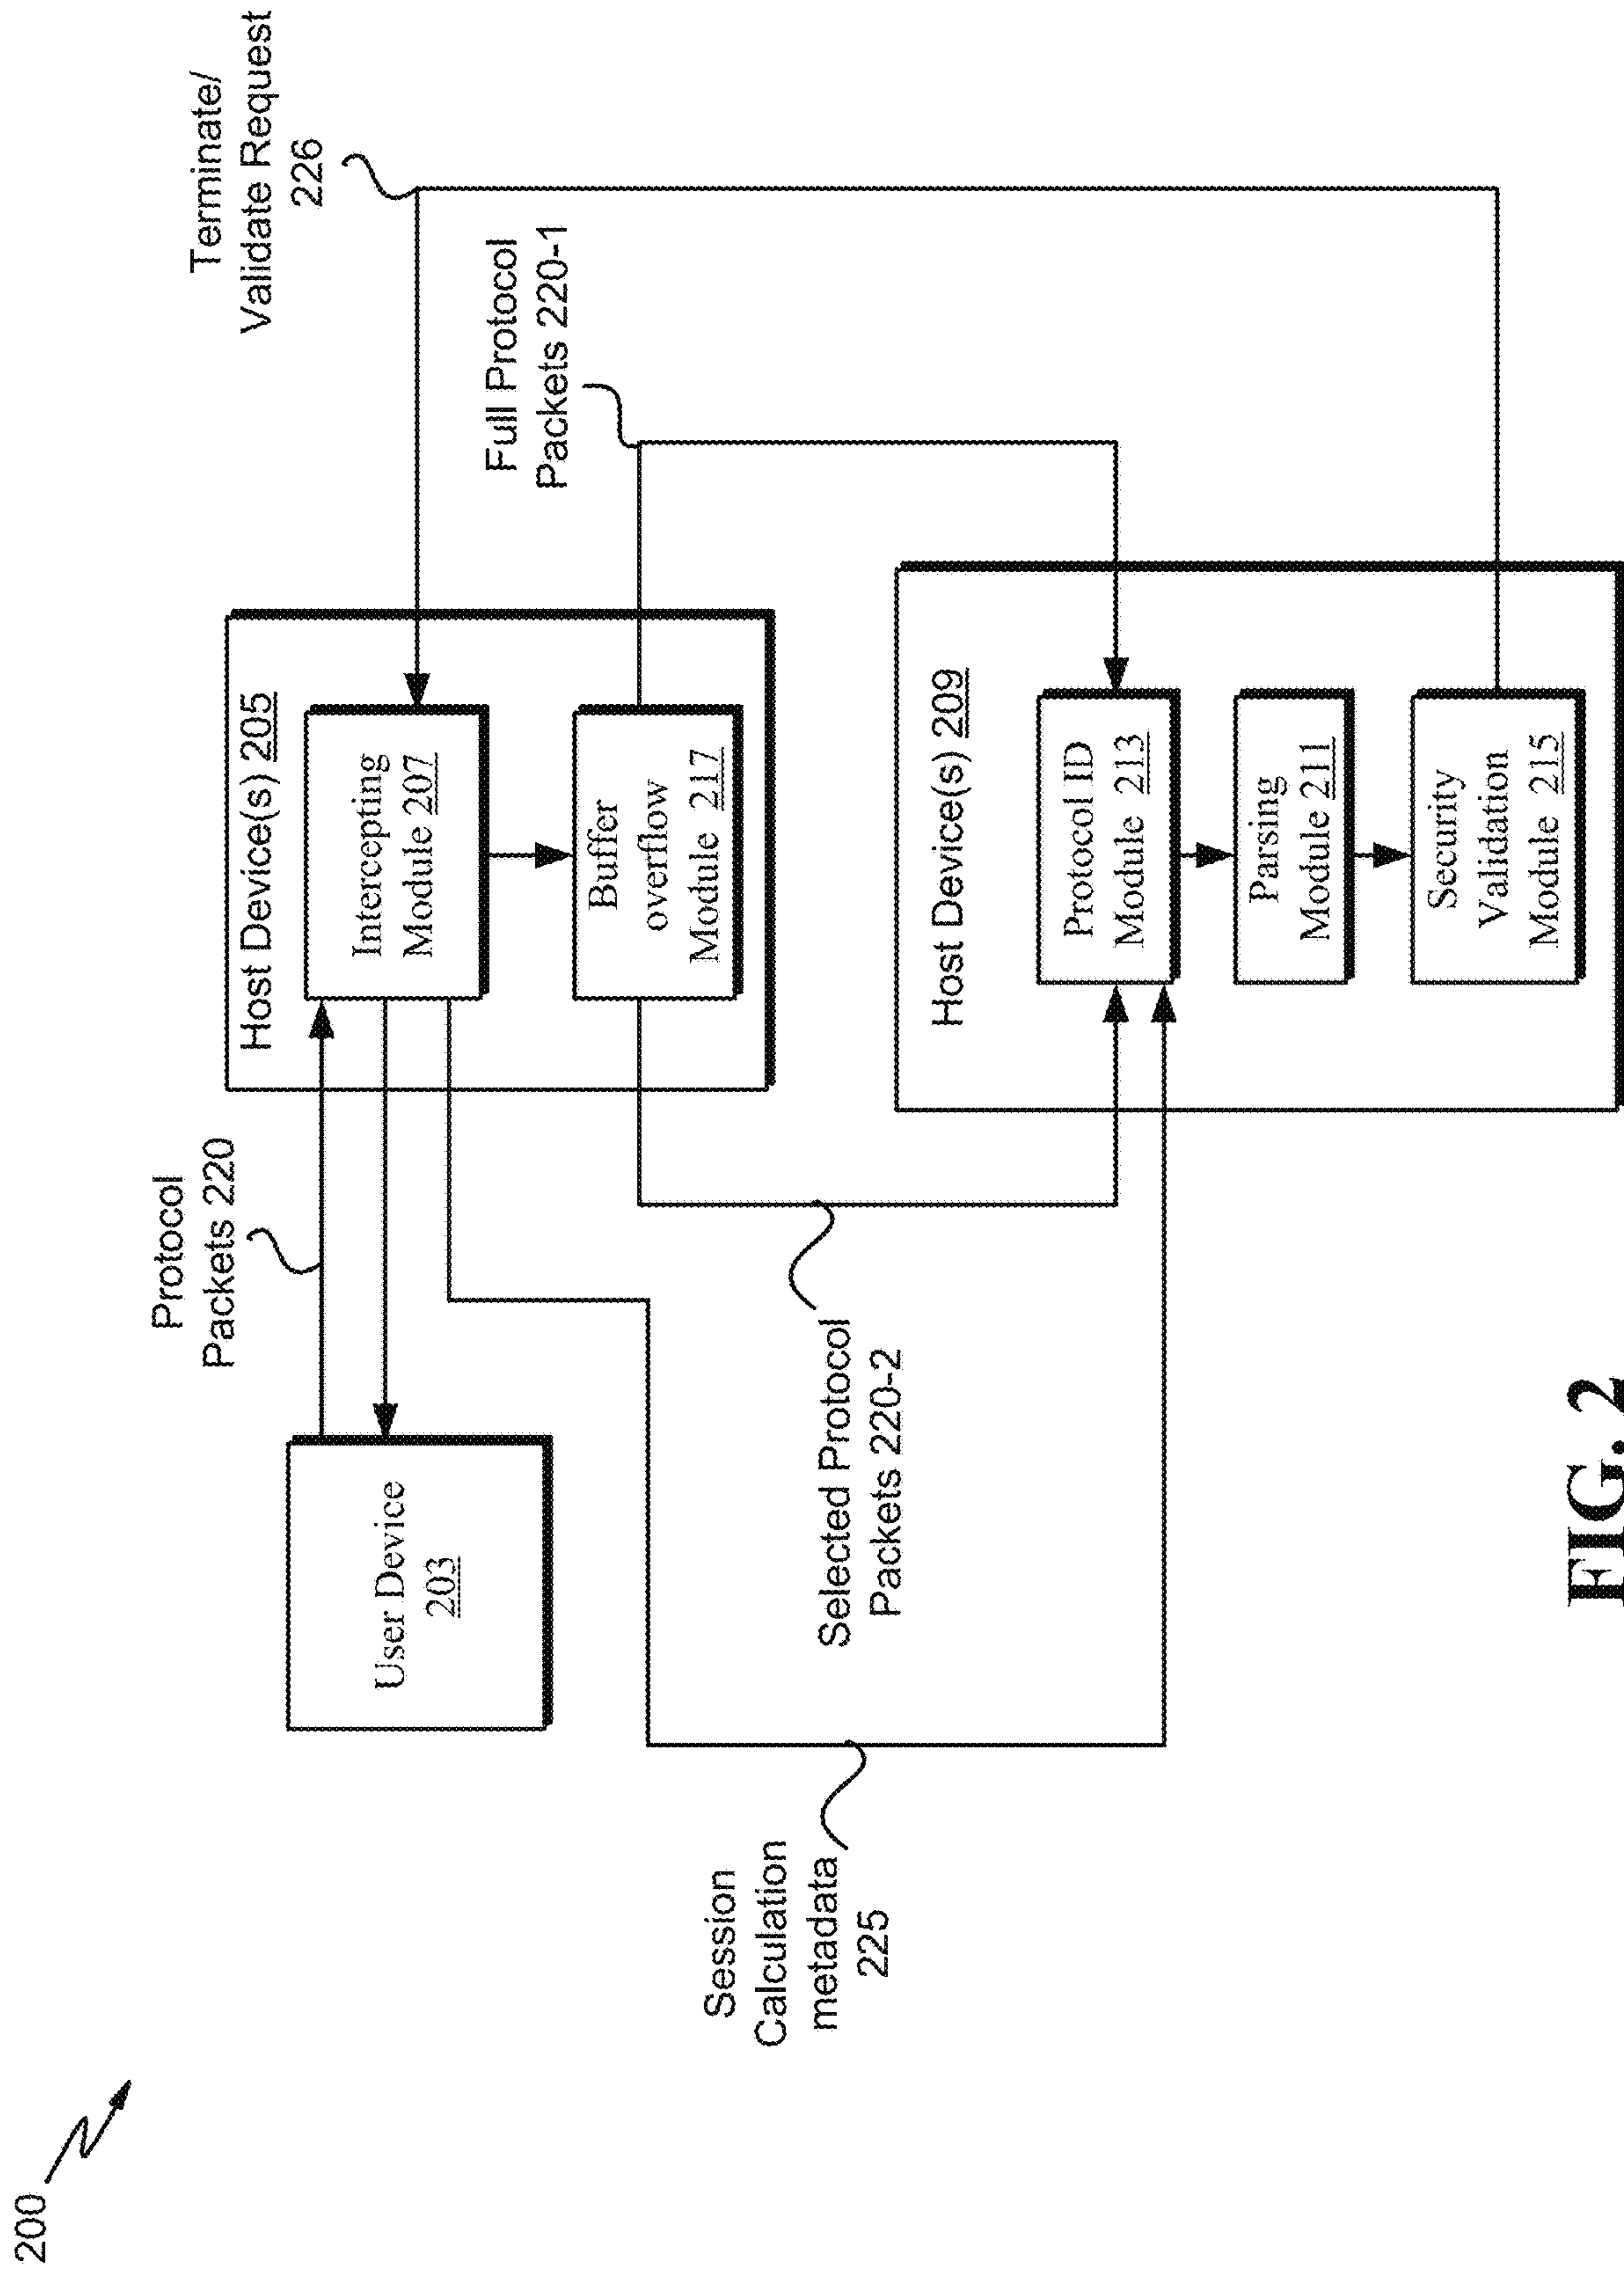 200
Terminate/
Validate Request
226
Protocol
Packets 220
Host Device(s) 205
User Device
203
Intercepting
Module 207
Full Protocol
Packets 220-1
Buffer
overflow
Module 217
Session
Calculation
metadata
225
Selected Protocol
Packets 220-2
Host Device(s) 209
Protocol ID
Module 213
Parsing
Module 211
Security
Validation
Module 215
FIG. 2